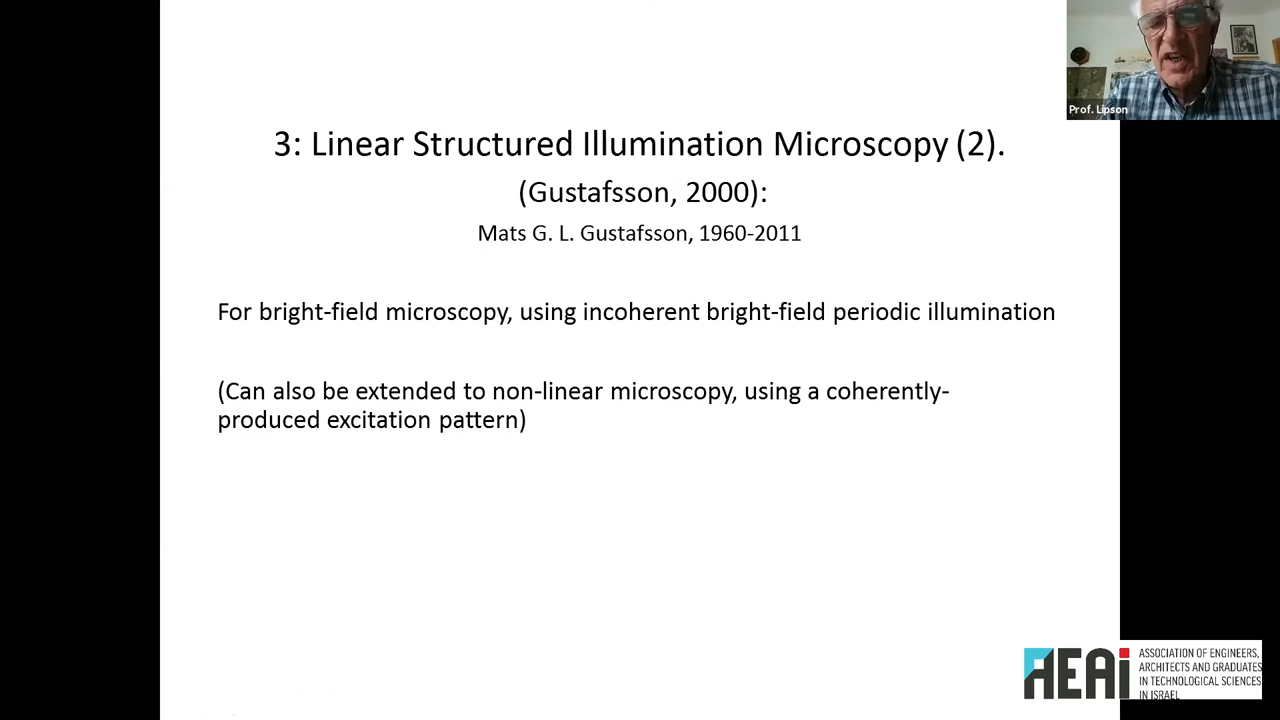 3: Linear Structured Illumination Microscopy (2).
(Gustafsson, 2000):
Mats G. L. Gustafsson, 1960-2011
For bright-field microscopy, using incoherent bright-field periodic illumination
(Can also be extended to non-linear microscopy, using a coherently-
produced excitation pattern)
Prof. Lipson
AEAi
ASSOCIATION OF ENGINEERS,
ARCHITECTS AND GRADUATES
IN TECHNOLOGICAL SCIENCES
IN ISRAEL